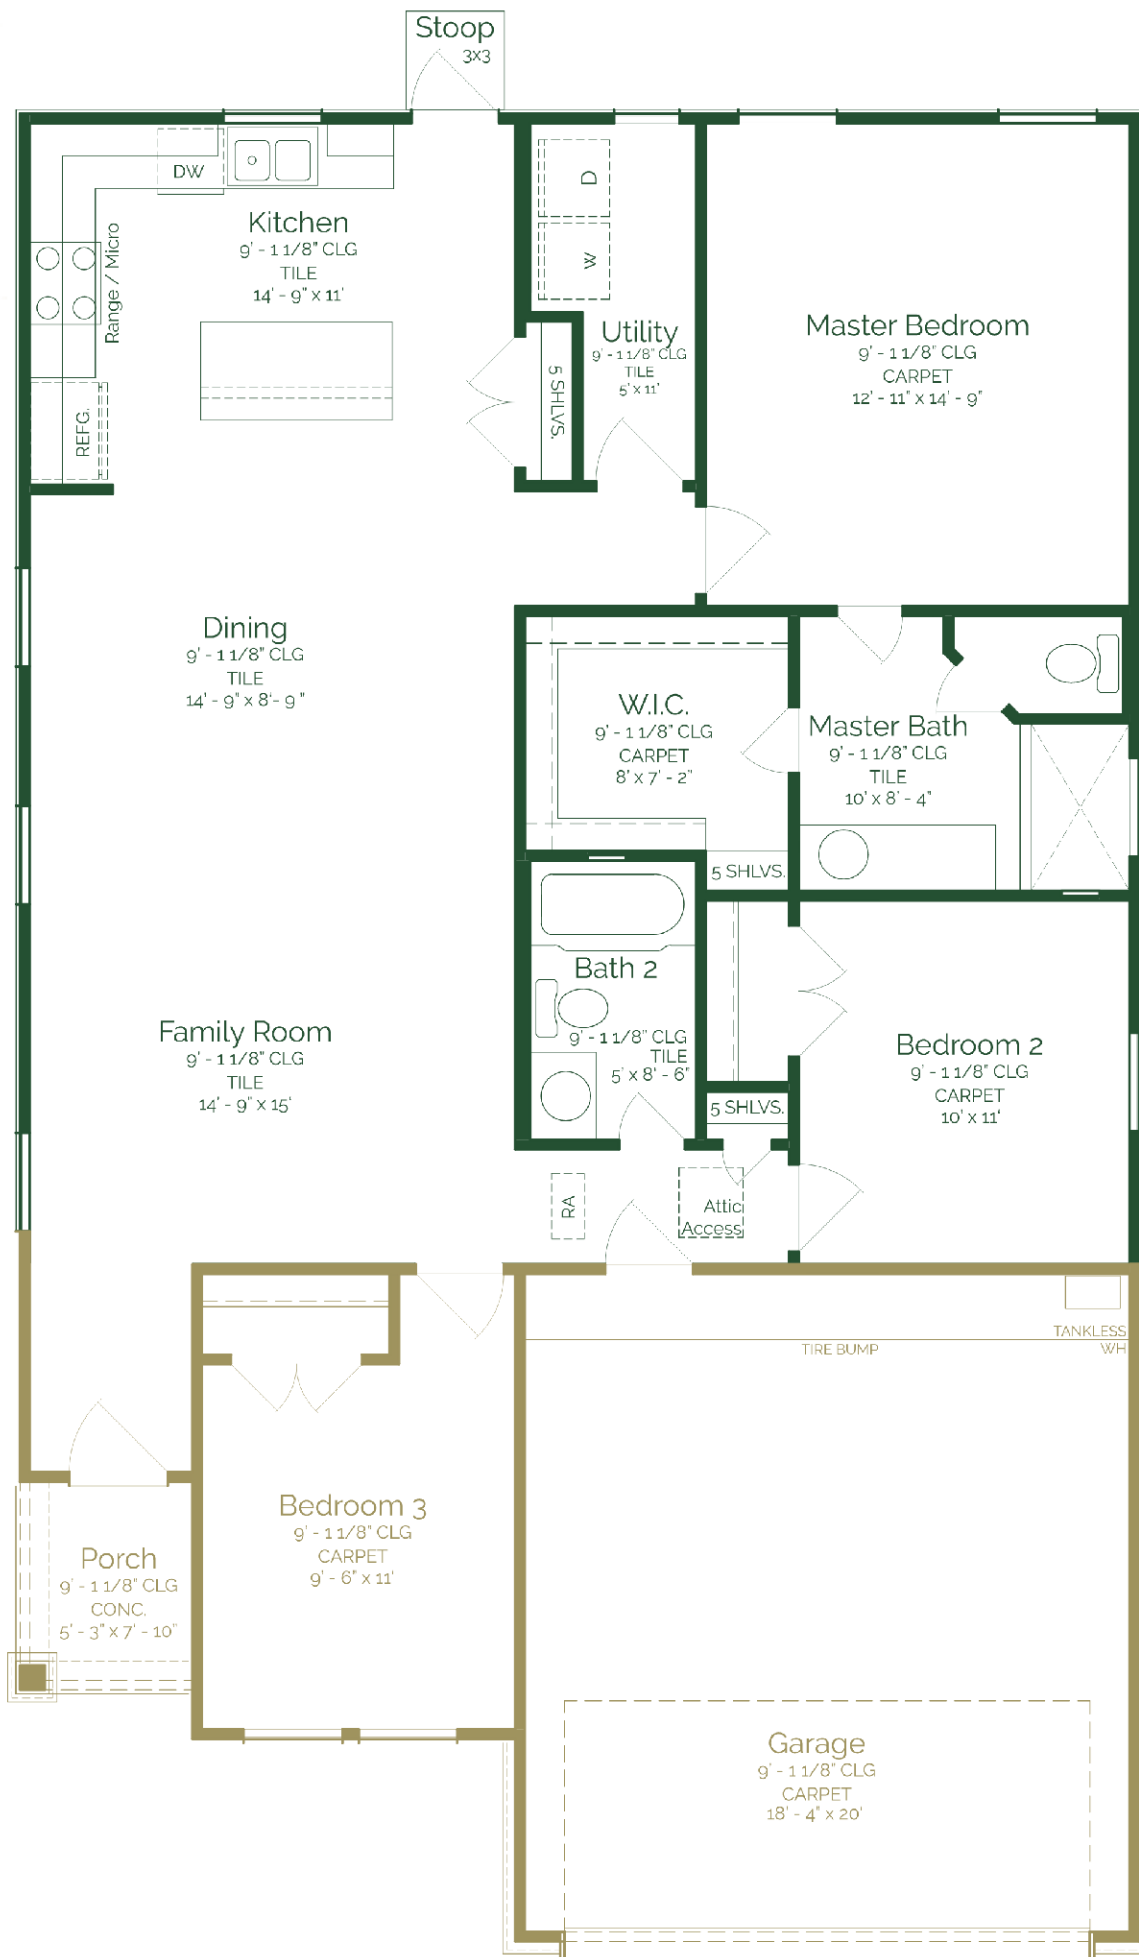 Stoop
3X3
DW
Kitchen
9' - 1 1/8" CLG
TILE
14' - 9" x 11'
Range / Micro
REFG.
D
W
Utility
9' - 1 1/8" CLG
TILE
5' x 11'
5 SHLVS.
Master Bedroom
9' - 1 1/8" CLG
CARPET
12' - 11" x 14' - 9"
Dining
9' - 1 1/8" CLG
TILE
14' - 9" x 8'- 9 "
W.I.C.
9' - 1 1/8" CLG
CARPET
8' x 7' - 2"
5 SHLVS.
Master Bath
9' - 1 1/8" CLG
TILE
10' x 8' - 4"
Bath 2
9' - 1 1/8" CLG
TILE
5' x 8' - 6"
Family Room
9' - 1 1/8" CLG
TILE
14' - 9" x 15'
Bedroom 2
9' - 1 1/8" CLG
CARPET
10' x 11'
5 SHLVS.
RA
Attic
Access
TIRE BUMP
TANKLESS
WH
Bedroom 3
9' - 1 1/8" CLG
CARPET
9' - 6" x 11'
Porch
9' - 1 1/8" CLG
CONC.
5' - 3" x 7' - 10"
Garage
9' - 1 1/8" CLG
CARPET
18' - 4" x 20'